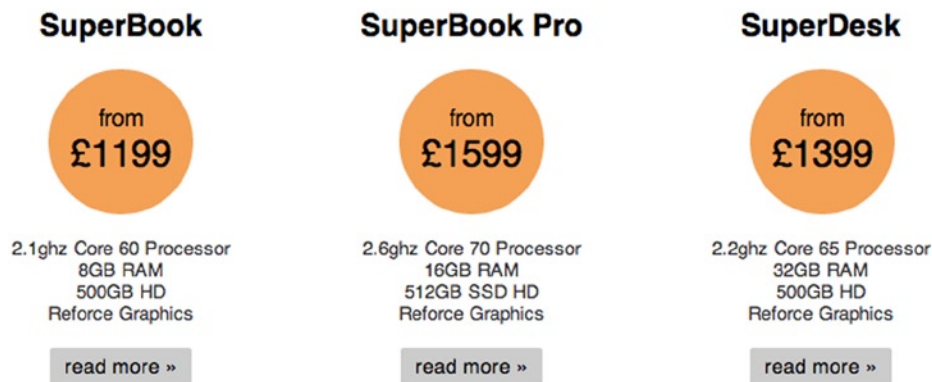 SuperBook
from
£1199
2.1ghz Core 60 Processor
8GB RAM
500GB HD
Reforce Graphics
read more »
SuperBook Pro
from
£1599
2.6ghz Core 70 Processor
16GB RAM
512GB SSD HD
Reforce Graphics
read more »
SuperDesk
from
£1399
2.2ghz Core 65 Processor
32GB RAM
500GB HD
Reforce Graphics
read more »